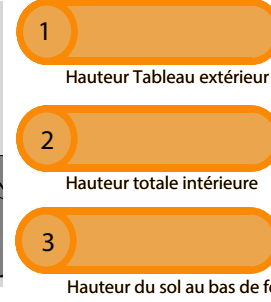 1
Hauteur Tableau extérieur
2
Hauteur totale intérieure
3
Hauteur du sol au bas de